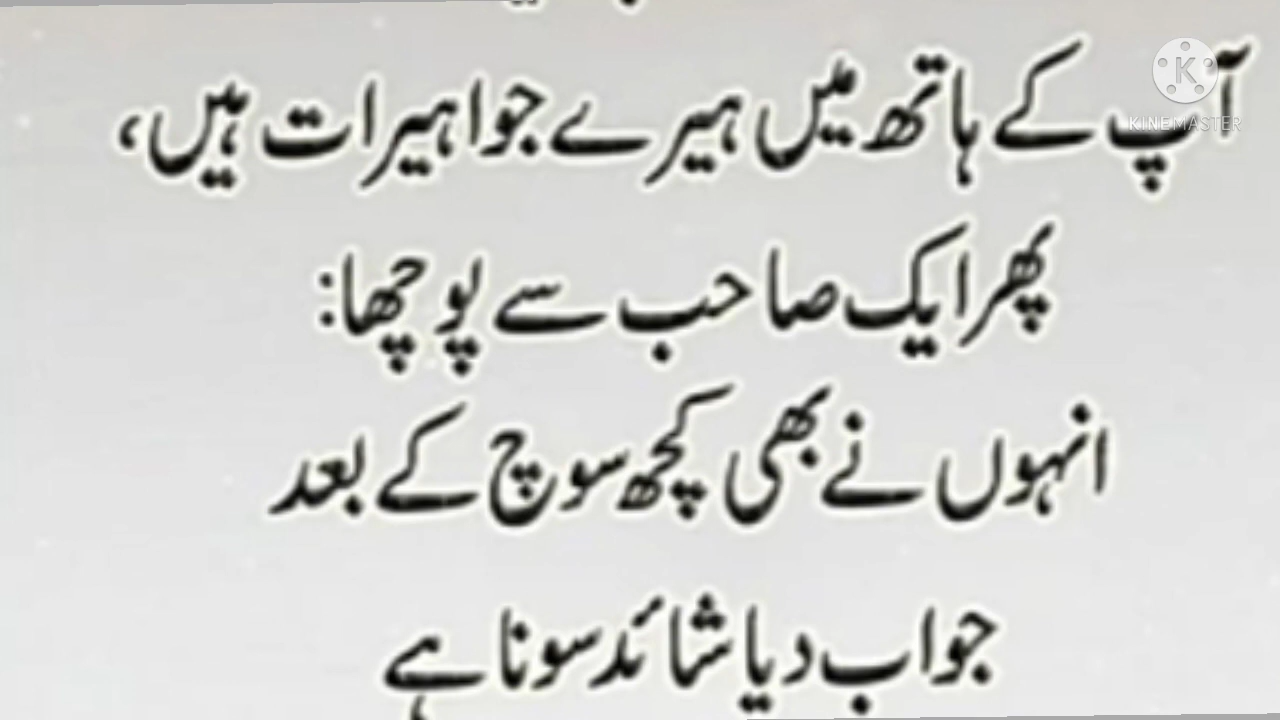 آپ کے ہاتھ میں ہیرے جواہیرات ہیں،
KINEMASTER
پھر ایک صاحب سے پوچھا:
انہوں نے بھی کچھ سوچ کے بعد
جواب دیا شائد سونا ہے